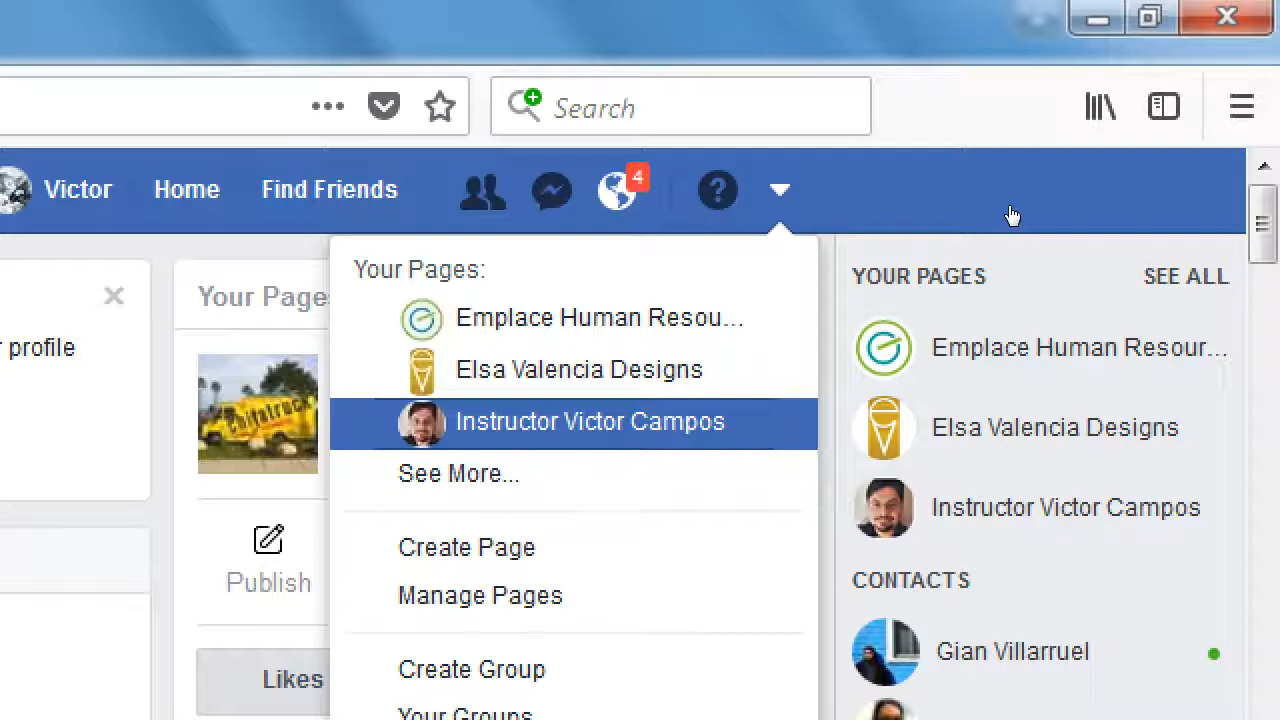 Search
Victor Home Find Friends 4
Your Pages:
Emplace Human Resou...
Elsa Valencia Designs
Instructor Victor Campos
See More...
Create Page
Manage Pages
Create Group
Your Groups
r profile
Your Pages
Chitatruck
Publish
Likes
YOUR PAGES SEE ALL
Emplace Human Resour...
Elsa Valencia Designs
Instructor Victor Campos
CONTACTS
Gian Villarruel